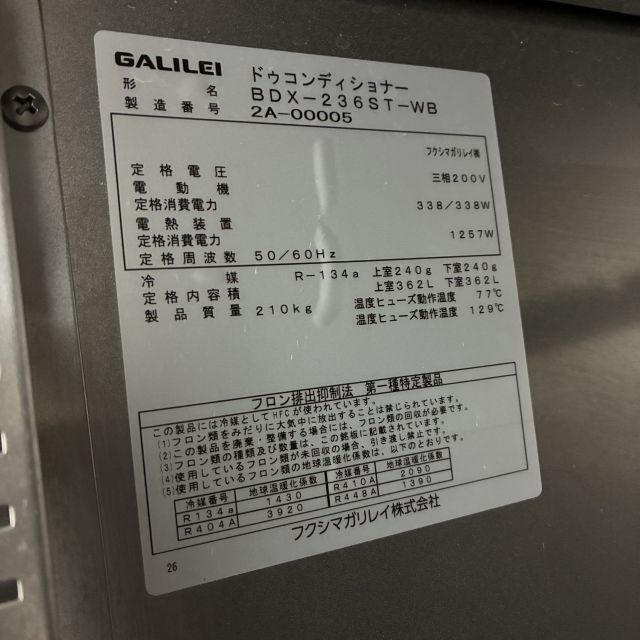 GALILEI ドゥコンディショナー
形 名 BDX-236ST-WB
製造番号 2A-00005
フクシマガリレイ㈱
定格電圧 三相200V
電動機
定格消費電力 338/338W
電熱装置
定格消費電力 1257W
定格周波数 50/60Hz
冷 媒 R-134a 上室240g 下室240g
定格内容積 上室362L 下室362L
製品質量 210kg 温度ヒューズ動作温度 77℃
温度ヒューズ動作温度 129℃
フロン排出抑制法 第一種特定製品
この製品には冷媒としてHFCが使われています。
(1)フロン類をみだりに大気中に放出することは禁じられています。
(2)この製品を廃棄・整備する場合には、フロン類の回収が必要です。
(3)フロン類の種類及び数量は、この銘板に記載されています。
(4)使用しているフロン類が未回収の場合、引き渡し禁止です。
(5)使用しているフロン類の地球温暖化係数は、以下のとおりです。
冷媒番号 地球温暖化係数 冷媒番号 地球温暖化係数
R134a 1430 R410A 2090
R404A 3920 R448A 1390
フクシマガリレイ株式会社
26